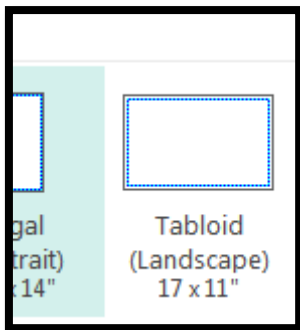 gal
trait)
x 14"
Tabloid
(Landscape)
17 x 11"